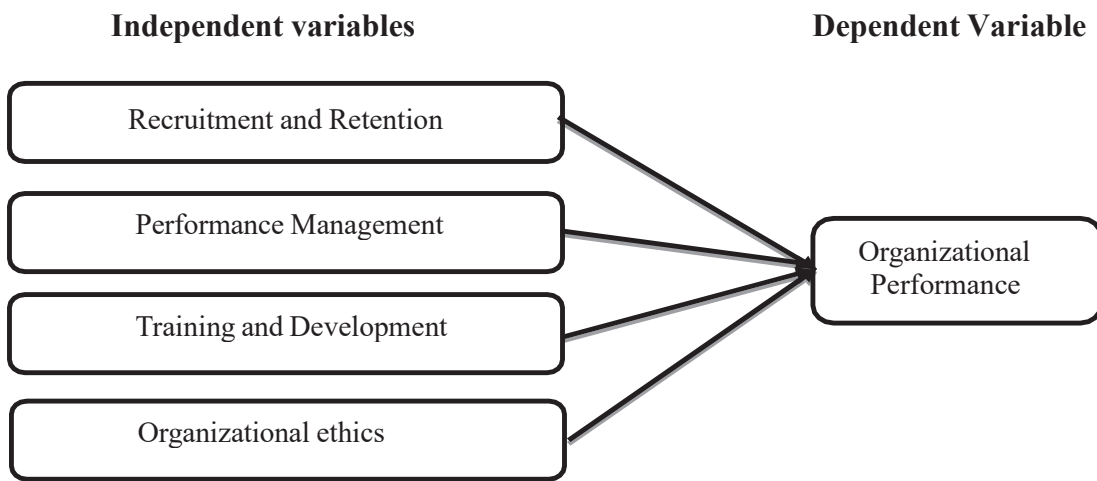 Independent variables
Dependent Variable
Recruitment and Retention
Performance Management
Training and Development
Organizational ethics
Organizational
Performance